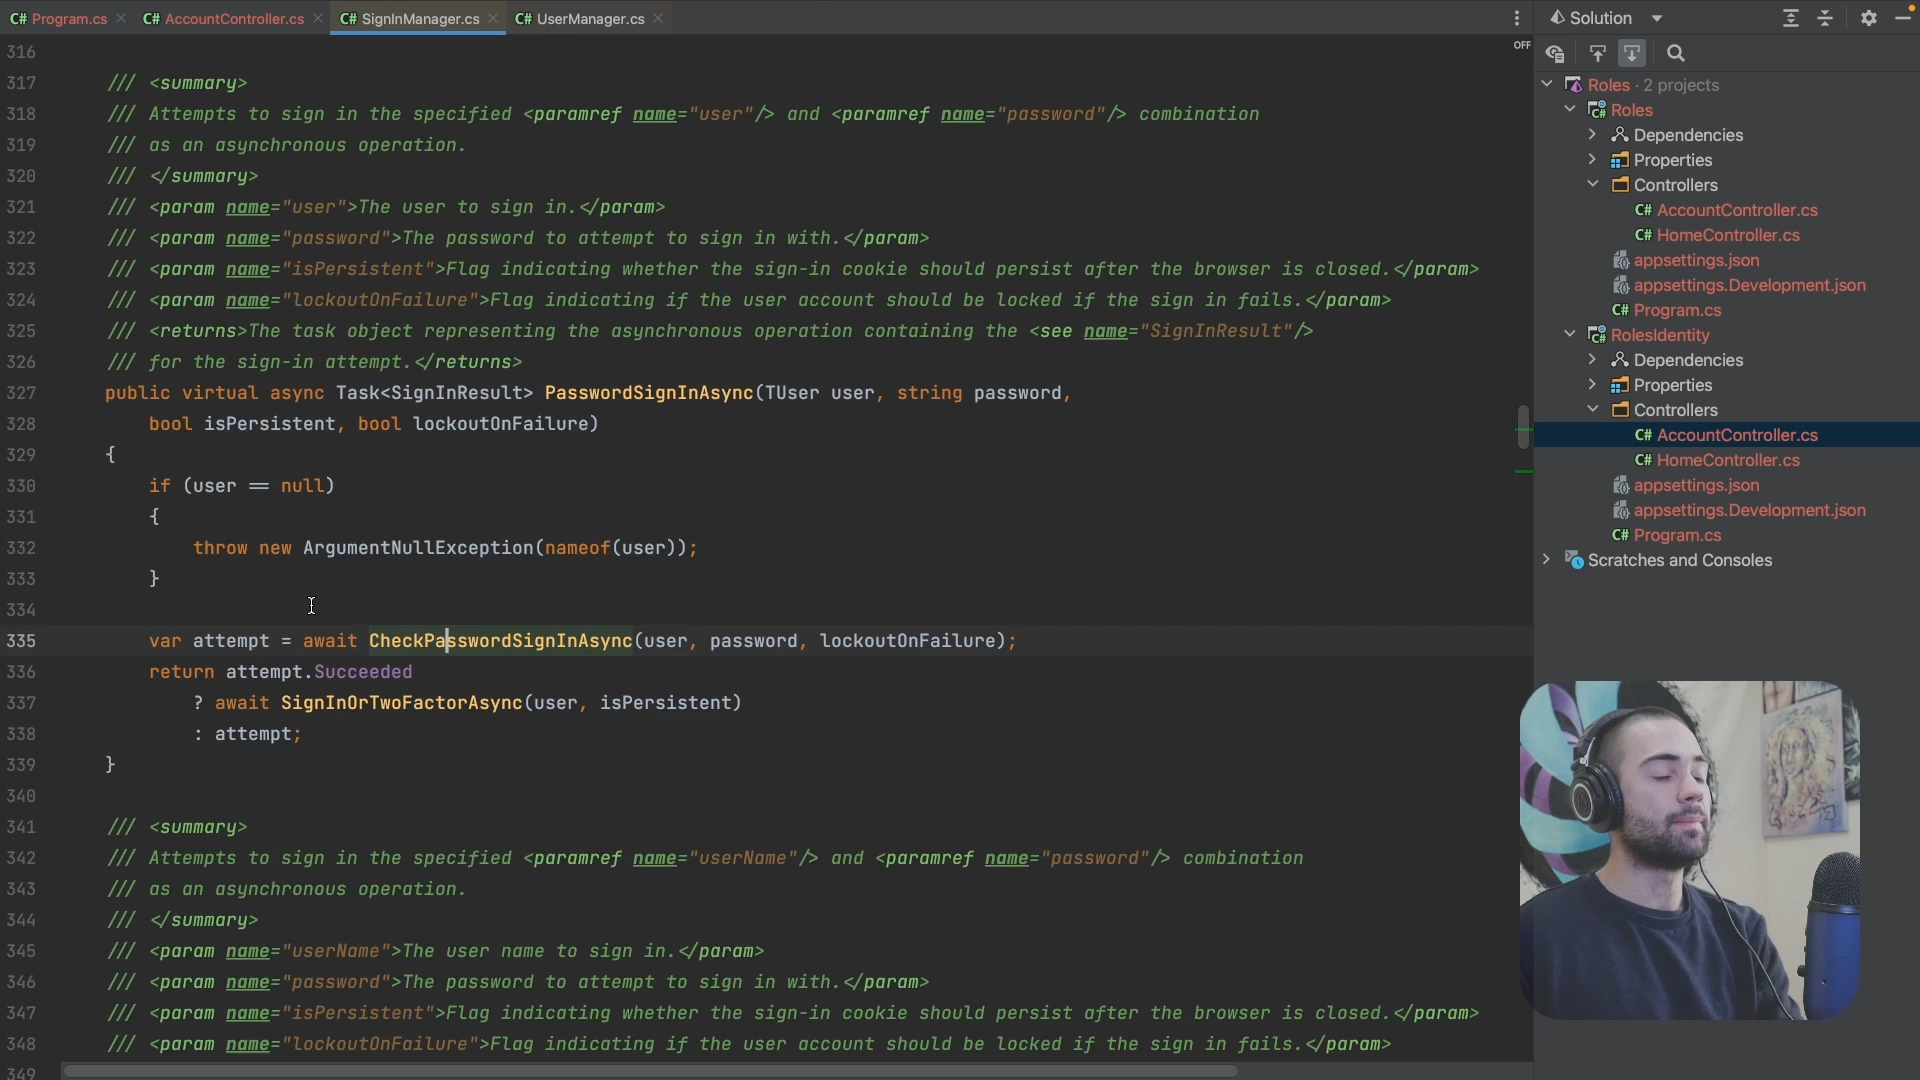 C# Program.cs
C# AccountController.cs
C# SignInManager.cs
C# UserManager.cs
Solution
OFF
316
317 /// <summary>
318 /// Attempts to sign in the specified <paramref name="user"/> and <paramref name="password"/> combination
319 /// as an asynchronous operation.
320 /// </summary>
321 /// <param name="user">The user to sign in.</param>
322 /// <param name="password">The password to attempt to sign in with.</param>
323 /// <param name="isPersistent">Flag indicating whether the sign-in cookie should persist after the browser is closed.</param>
324 /// <param name="lockoutOnFailure">Flag indicating if the user account should be locked if the sign in fails.</param>
325 /// <returns>The task object representing the asynchronous operation containing the <see name="SignInResult"/>
326 /// for the sign-in attempt.</returns>
327 public virtual async Task<SignInResult> PasswordSignInAsync(TUser user, string password,
328 bool isPersistent, bool lockoutOnFailure)
329 {
330 if (user == null)
331 {
332 throw new ArgumentNullException(nameof(user));
333 }
334
335 var attempt = await CheckPasswordSignInAsync(user, password, lockoutOnFailure);
336 return attempt.Succeeded
337 ? await SignInOrTwoFactorAsync(user, isPersistent)
338 : attempt;
339 }
340
341 /// <summary>
342 /// Attempts to sign in the specified <paramref name="userName"/> and <paramref name="password"/> combination
343 /// as an asynchronous operation.
344 /// </summary>
345 /// <param name="userName">The user name to sign in.</param>
346 /// <param name="password">The password to attempt to sign in with.</param>
347 /// <param name="isPersistent">Flag indicating whether the sign-in cookie should persist after the browser is closed.</param>
348 /// <param name="lockoutOnFailure">Flag indicating if the user account should be locked if the sign in fails.</param>
349
Roles · 2 projects
Roles
Dependencies
Properties
Controllers
C# AccountController.cs
C# HomeController.cs
appsettings.json
appsettings.Development.json
C# Program.cs
RolesIdentity
Dependencies
Properties
Controllers
C# AccountController.cs
C# HomeController.cs
appsettings.json
appsettings.Development.json
C# Program.cs
Scratches and Consoles